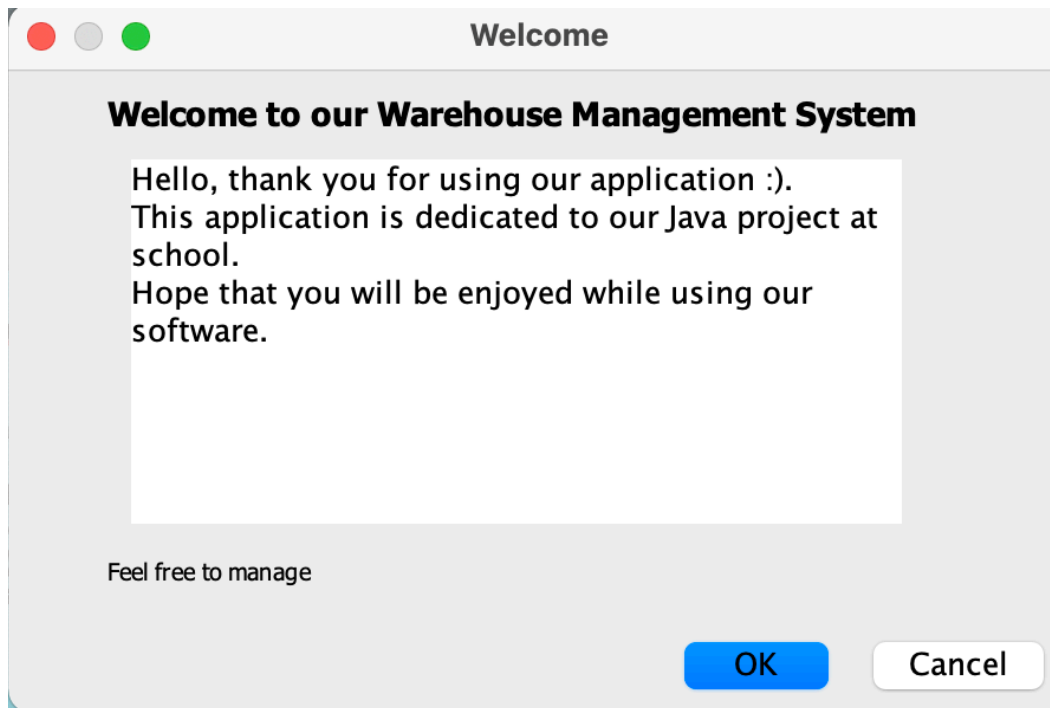 Welcome
Welcome to our Warehouse Management System
Hello, thank you for using our application :).
This application is dedicated to our Java project at
school.
Hope that you will be enjoyed while using our
software.
Feel free to manage
OK
Cancel